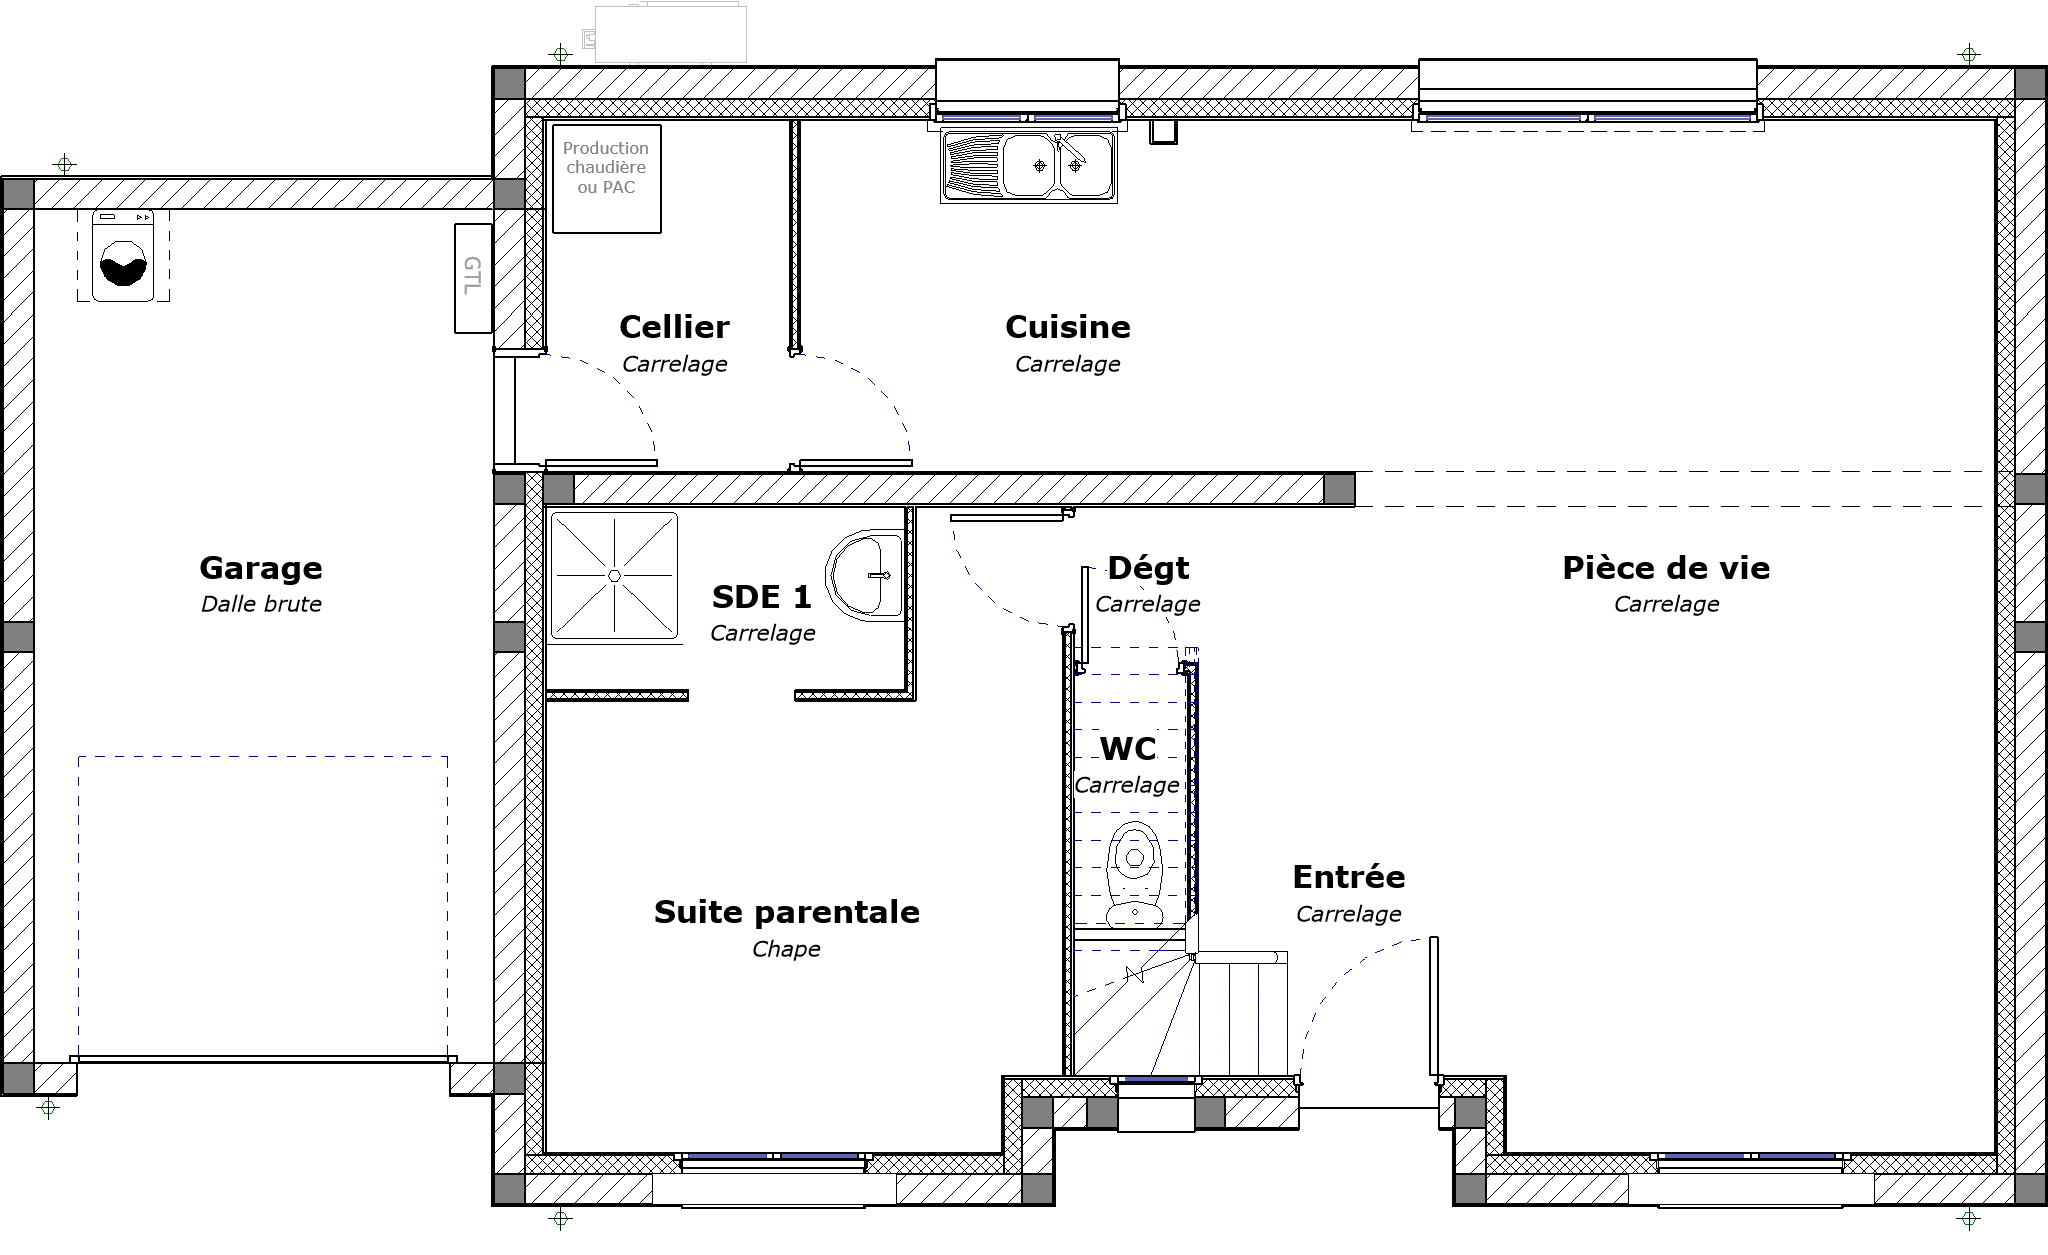 Production
chaudière
ou PAC
GTL
Cellier
Carrelage
Cuisine
Carrelage
Garage
Dalle brute
SDE 1
Carrelage
Dégt
Carrelage
Pièce de vie
Carrelage
WC
Carrelage
Suite parentale
Chape
Entrée
Carrelage